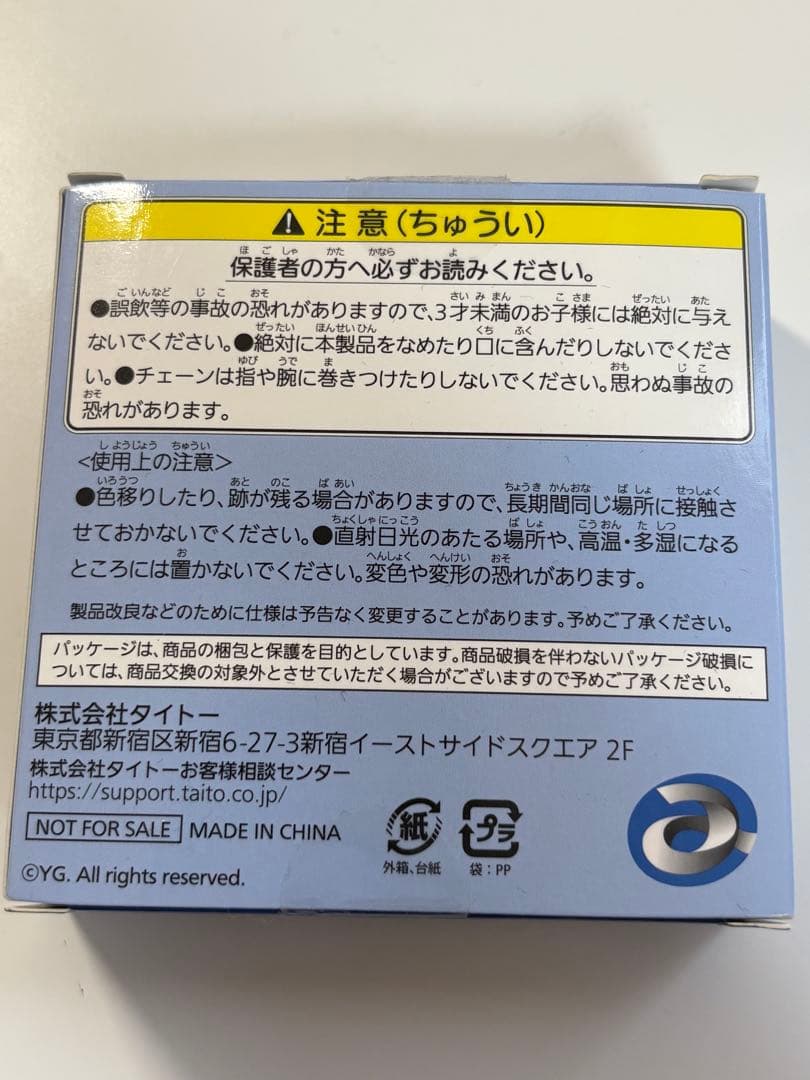 ⚠ 注意(ちゅうい)
保護者の方へ必ずお読みください。
●誤飲等の事故の恐れがありますので、3才未満のお子様には絶対に与え
ないでください。●絶対に本製品をなめたり口に含んだりしないでくださ
い。●チェーンは指や腕に巻きつけたりしないでください。思わぬ事故の
恐れがあります。
<使用上の注意>
●色移りしたり、跡が残る場合がありますので、長期間同じ場所に接触さ
せておかないでください。●直射日光のあたる場所や、高温・多湿になる
ところには置かないでください。変色や変形の恐れがあります。
製品改良などのために仕様は予告なく変更することがあります。予めご了承ください。
パッケージは、商品の梱包と保護を目的としています。商品破損を伴わないパッケージ破損に
ついては、商品交換の対象外とさせていただく場合がございますので予めご了承ください。
株式会社タイトー
東京都新宿区新宿6-27-3新宿イーストサイドスクエア 2F
株式会社タイトーお客様相談センター
https://support.taito.co.jp/
NOT FOR SALE MADE IN CHINA
紙 プラ
外箱、台紙 袋:PP
©YG. All rights reserved.